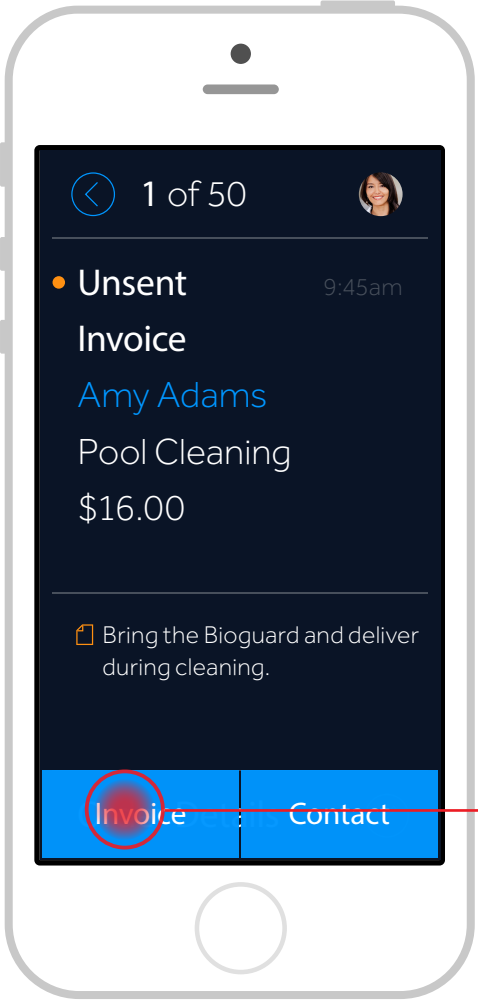 1 of 50
Unsent 9:45am
Invoice
Amy Adams
Pool Cleaning
$16.00
Bring the Bioguard and deliver
during cleaning.
Invoice Details Contact